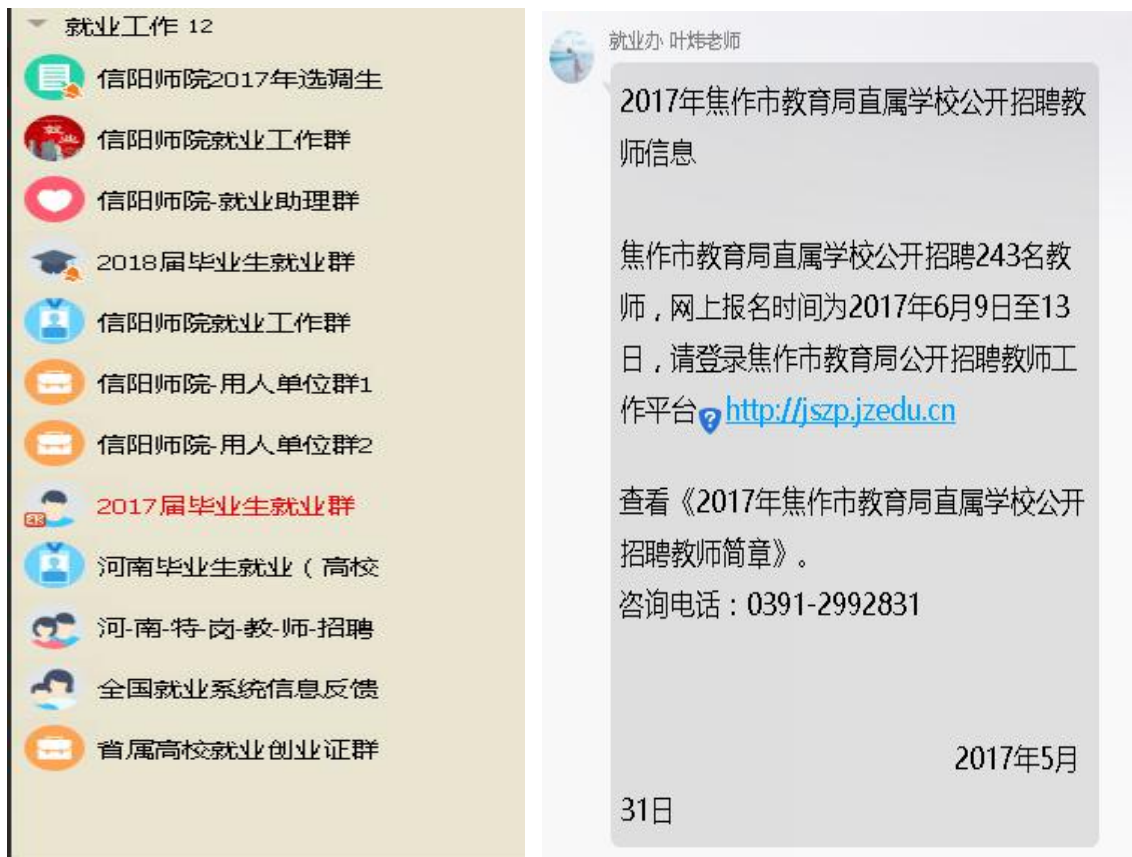 就业工作 12
信阳师院2017年选调生
信阳师院就业工作群
信阳师院-就业助理群
2018届毕业生就业群
信阳师院就业工作群
信阳师院-用人单位群1
信阳师院-用人单位群2
2017届毕业生就业群
河南毕业生就业（高校
河-南-特-岗-教-师-招聘
全国就业系统信息反馈
省属高校就业创业证群
就业办 叶炜老师
2017年焦作市教育局直属学校公开招聘教
师信息
焦作市教育局直属学校公开招聘243名教
师，网上报名时间为2017年6月9日至13
日，请登录焦作市教育局公开招聘教师工
作平台 http://jszp.jzedu.cn
查看《2017年焦作市教育局直属学校公开
招聘教师简章》。
咨询电话：0391-2992831
2017年5月
31日